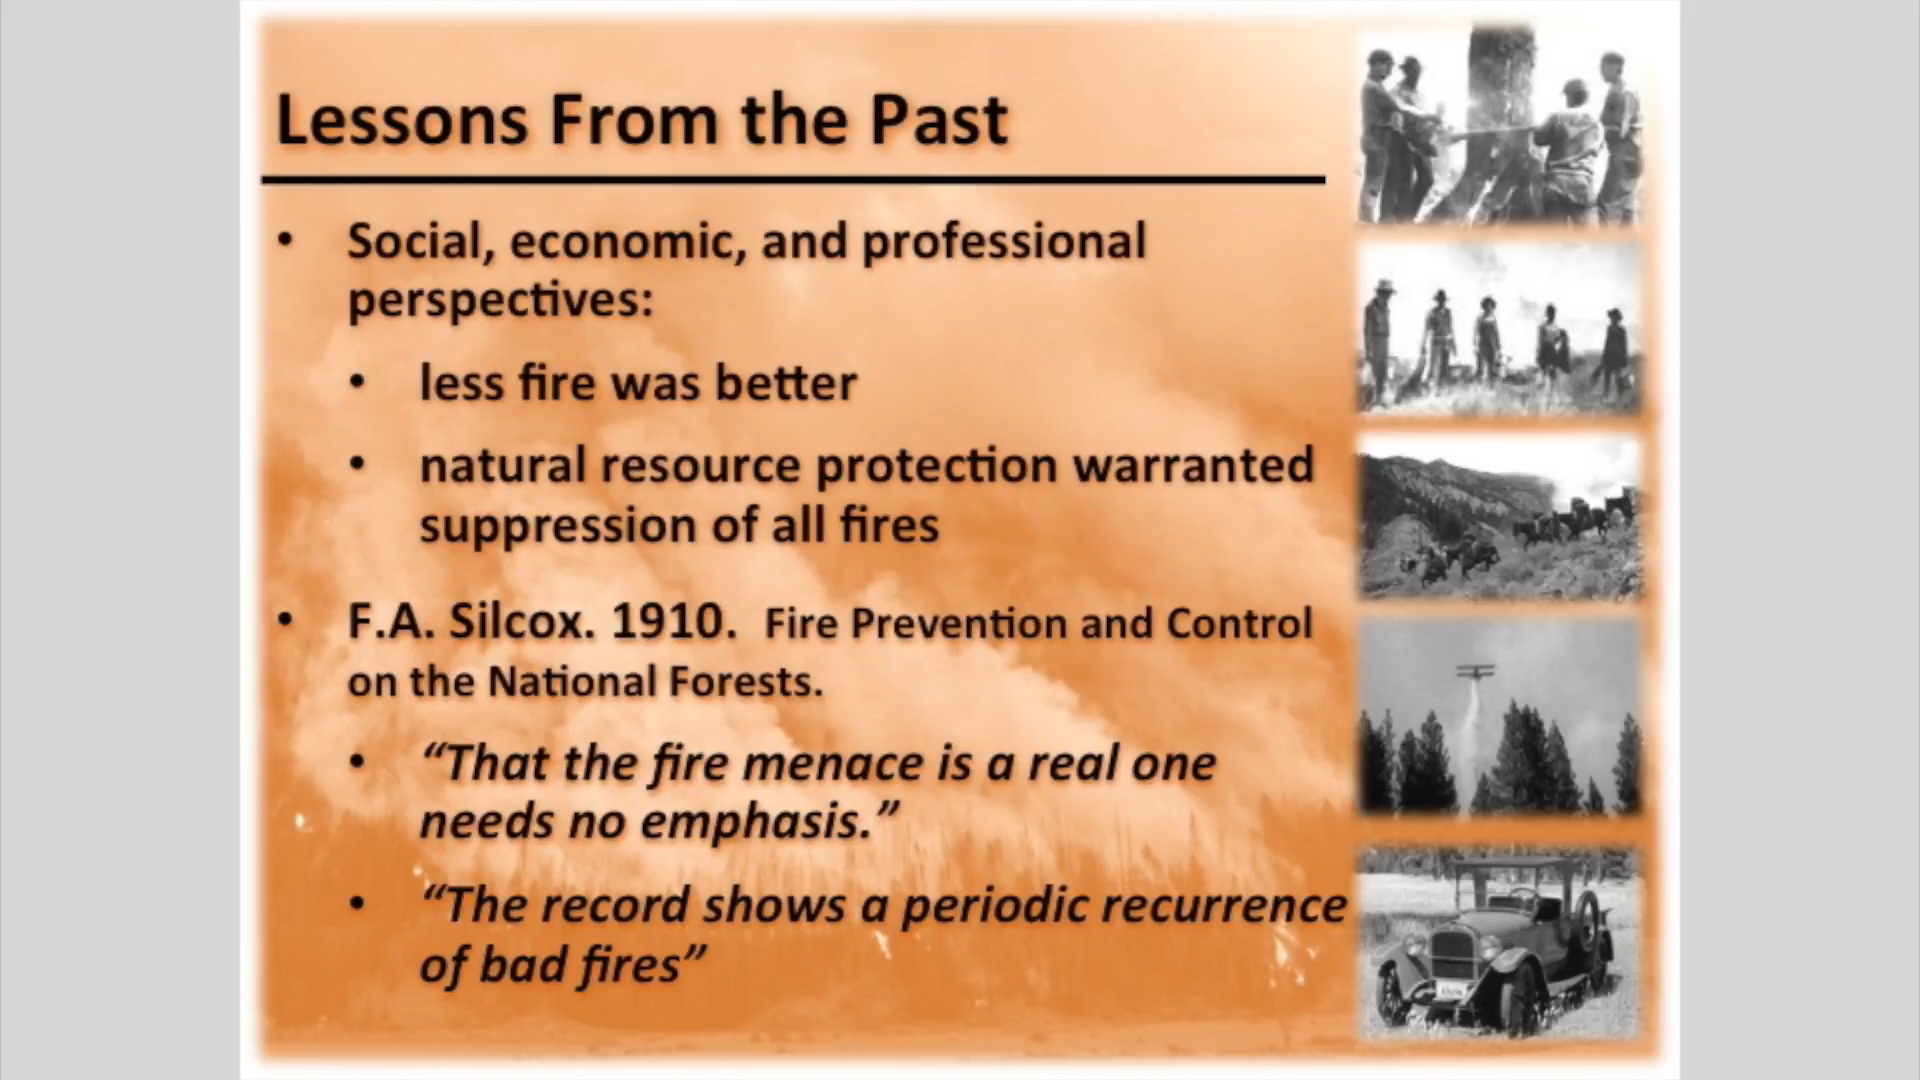 Lessons From the Past
• Social, economic, and professional
perspectives:
• less fire was better
• natural resource protection warranted
suppression of all fires
• F.A. Silcox. 1910. Fire Prevention and Control
on the National Forests.
• “That the fire menace is a real one
needs no emphasis.”
• “The record shows a periodic recurrence
of bad fires”